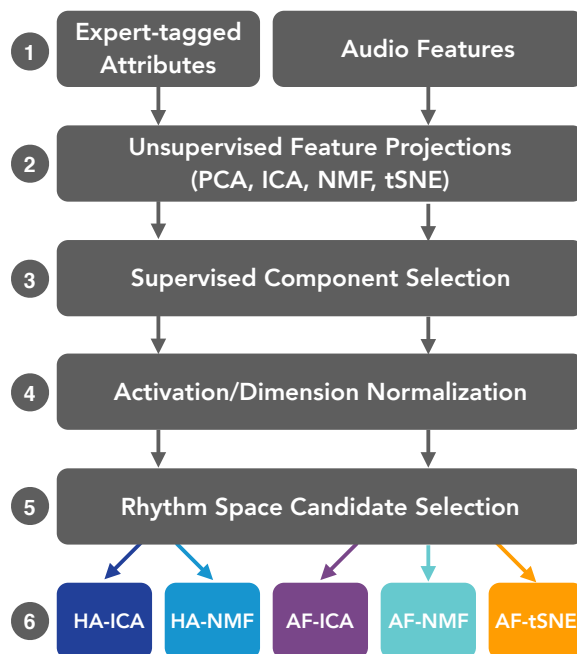 1
Expert-tagged
Attributes
Audio Features
2
Unsupervised Feature Projections
(PCA, ICA, NMF, tSNE)
3
Supervised Component Selection
4
Activation/Dimension Normalization
5
Rhythm Space Candidate Selection
6
HA-ICA
HA-NMF
AF-ICA
AF-NMF
AF-tSNE